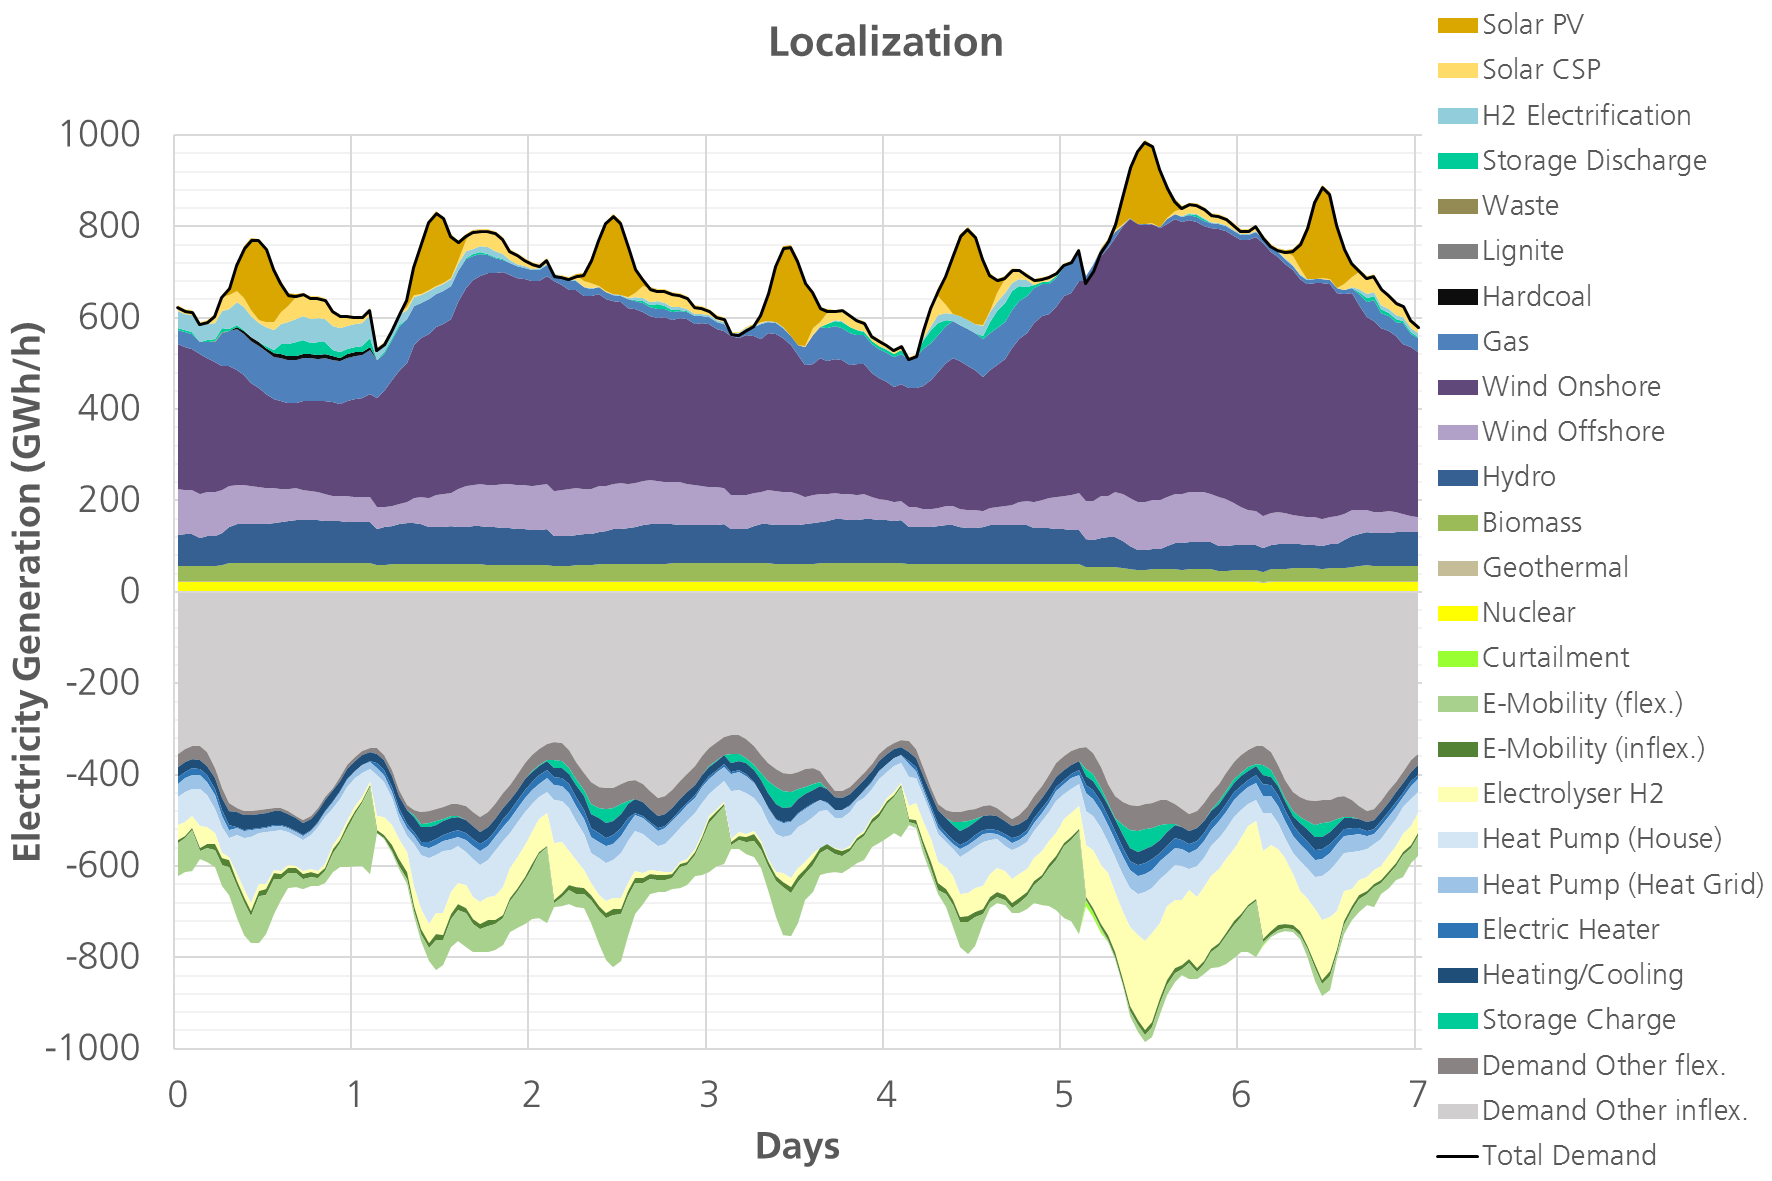 Localization
Electricity Generation (GWh/h)
1000
800
600
400
200
0
-200
-400
-600
-800
-1000
0 1 2 3 4 5 6 7
Days
Solar PV
Solar CSP
H2 Electrification
Storage Discharge
Waste
Lignite
Hardcoal
Gas
Wind Onshore
Wind Offshore
Hydro
Biomass
Geothermal
Nuclear
Curtailment
E-Mobility (flex.)
E-Mobility (inflex.)
Electrolyser H2
Heat Pump (House)
Heat Pump (Heat Grid)
Electric Heater
Heating/Cooling
Storage Charge
Demand Other flex.
Demand Other inflex.
Total Demand